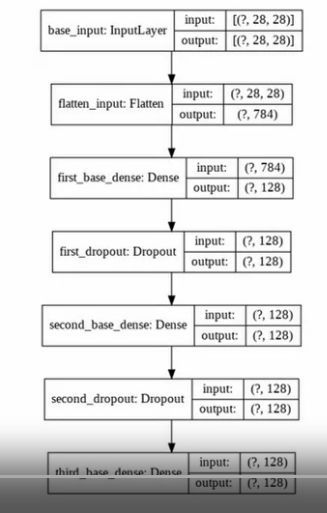 base_input: InputLayer
input: [(?, 28, 28)]
output: [(?, 28, 28)]
flatten_input: Flatten
input: (?, 28, 28)
output: (?, 784)
first_base_dense: Dense
input: (?, 784)
output: (?, 128)
first_dropout: Dropout
input: (?, 128)
output: (?, 128)
second_base_dense: Dense
input: (?, 128)
output: (?, 128)
second_dropout: Dropout
input: (?, 128)
output: (?, 128)
third_base_dense: Dense
input: (?, 128)
output: (?, 128)